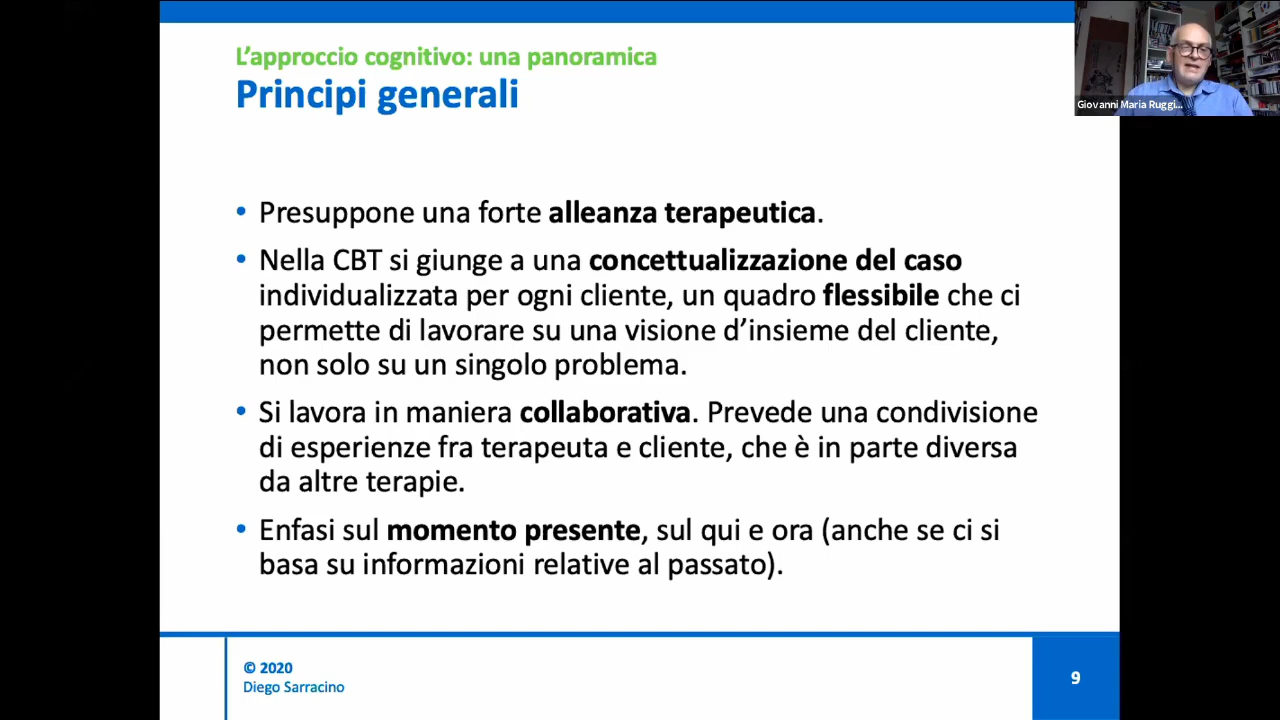 L'approccio cognitivo: una panoramica
Principi generali
Giovanni Maria Ruggi...
• Presuppone una forte alleanza terapeutica.
• Nella CBT si giunge a una concettualizzazione del caso
individualizzata per ogni cliente, un quadro flessibile che ci
permette di lavorare su una visione d'insieme del cliente,
non solo su un singolo problema.
• Si lavora in maniera collaborativa. Prevede una condivisione
di esperienze fra terapeuta e cliente, che è in parte diversa
da altre terapie.
• Enfasi sul momento presente, sul qui e ora (anche se ci si
basa su informazioni relative al passato).
© 2020
Diego Sarracino
9